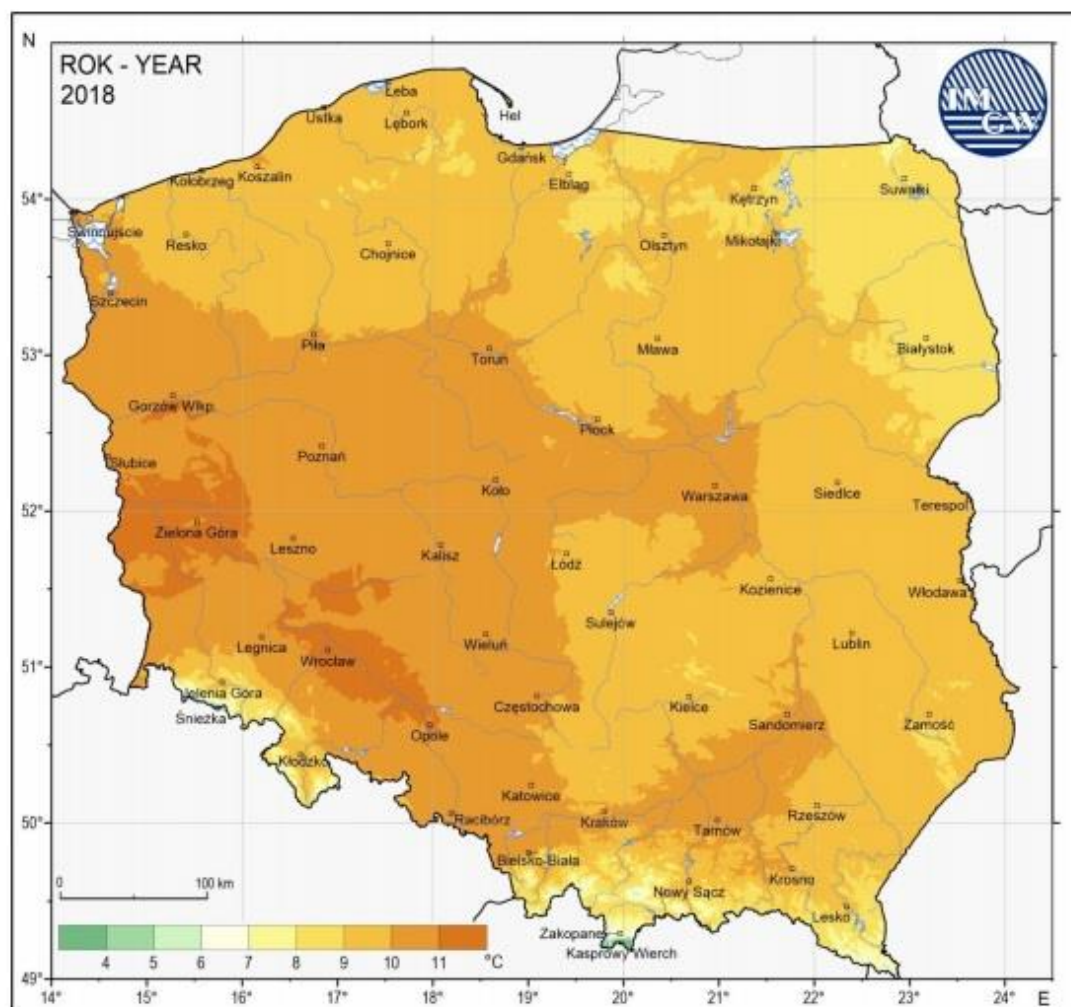 N
ROK - YEAR
2018
IM
GW
Łeba
Ustka
Lębork
Hel
Gdańsk
Kołobrzeg
Koszalin
Elbląg
Kętrzyn
Suwałki
54°
Świnoujście
Resko
Chojnice
Olsztyn
Mikołajki
Szczecin
Piła
Toruń
Mława
Białystok
53°
Gorzów Wlkp.
Płock
Słubice
Poznań
Koło
Warszawa
Siedlce
Terespol
52°
Zielona Góra
Leszno
Kalisz
Łódź
Kozienice
Włodawa
Sulejów
Legnica
Wrocław
Wieluń
Lublin
51°
Jelenia Góra
Śnieżka
Częstochowa
Kielce
Sandomierz
Zamość
Opole
Kłodzko
Katowice
Racibórz
Kraków
Tarnów
Rzeszów
50°
Bielsko-Biała
Nowy Sącz
Krosno
Lesko
0 100 km
Zakopane
Kasprowy Wierch
4 5 6 7 8 9 10 11 °C
49°
14° 15° 16° 17° 18° 19° 20° 21° 22° 23° 24° E